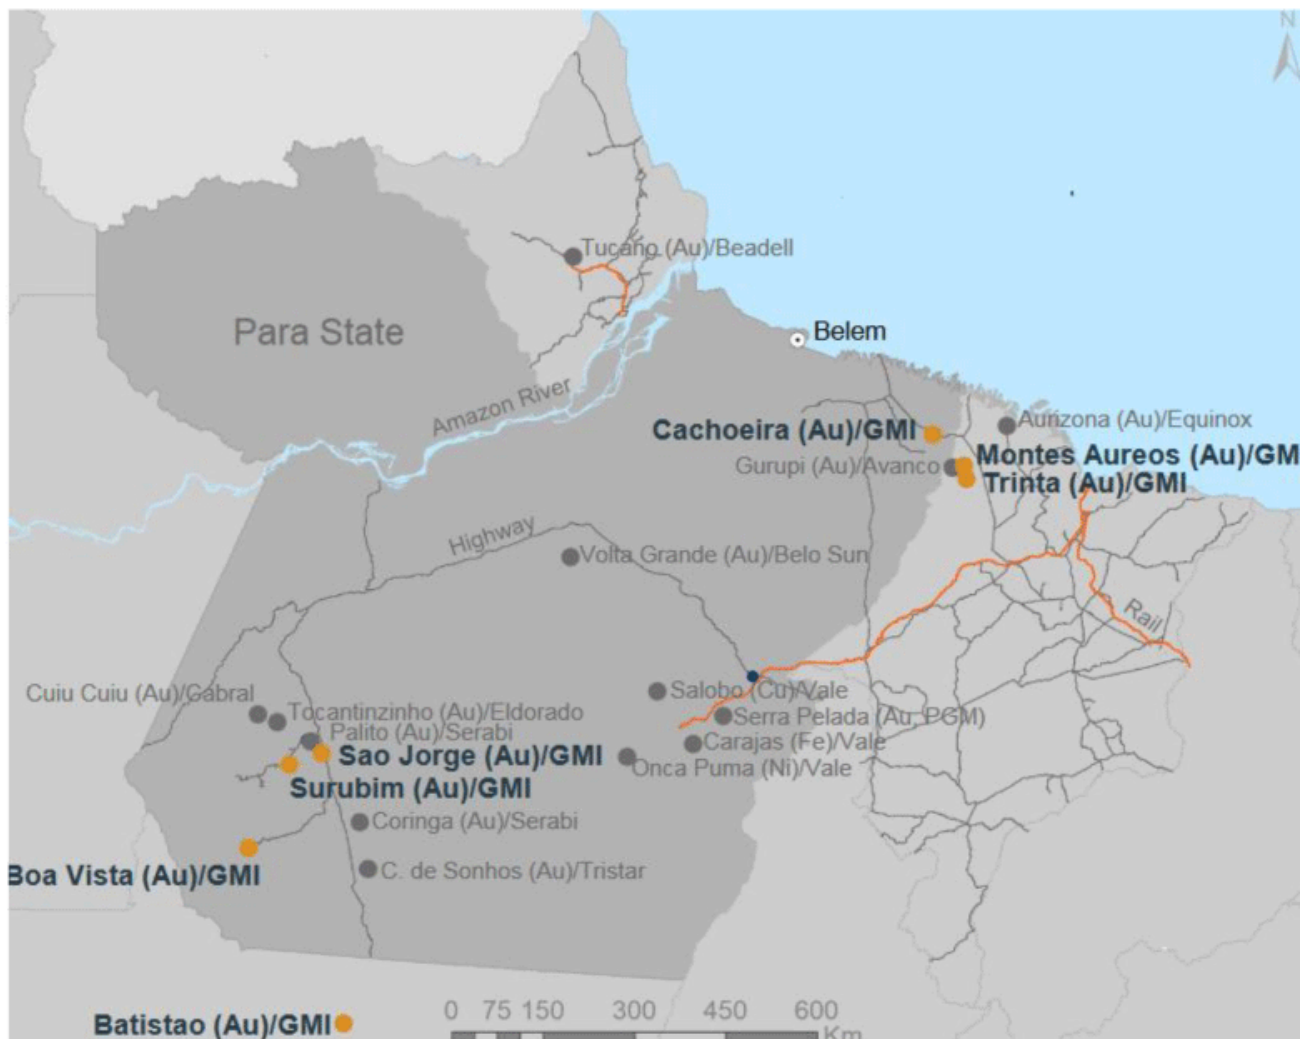 N
Tucano (Au)/Beadell
Para State
Belem
Amazon River
Cachoeira (Au)/GMI
Aurizona (Au)/Equinox
Gurupi (Au)/Avanco
Montes Aureos (Au)/GM
Trinta (Au)/GMI
Highway
Volta Grande (Au)/Belo Sun
Rail
Cuiu Cuiu (Au)/Cabral
Salobo (Cu)/Vale
Tocantinzinho (Au)/Eldorado
Serra Pelada (Au, PGM)
Palito (Au)/Serabi
Carajas (Fe)/Vale
Sao Jorge (Au)/GMI
Onca Puma (Ni)/Vale
Surubim (Au)/GMI
Coringa (Au)/Serabi
C. de Sonhos (Au)/Tristar
Boa Vista (Au)/GMI
0 75 150 300 450 600
Km
Batistao (Au)/GMI